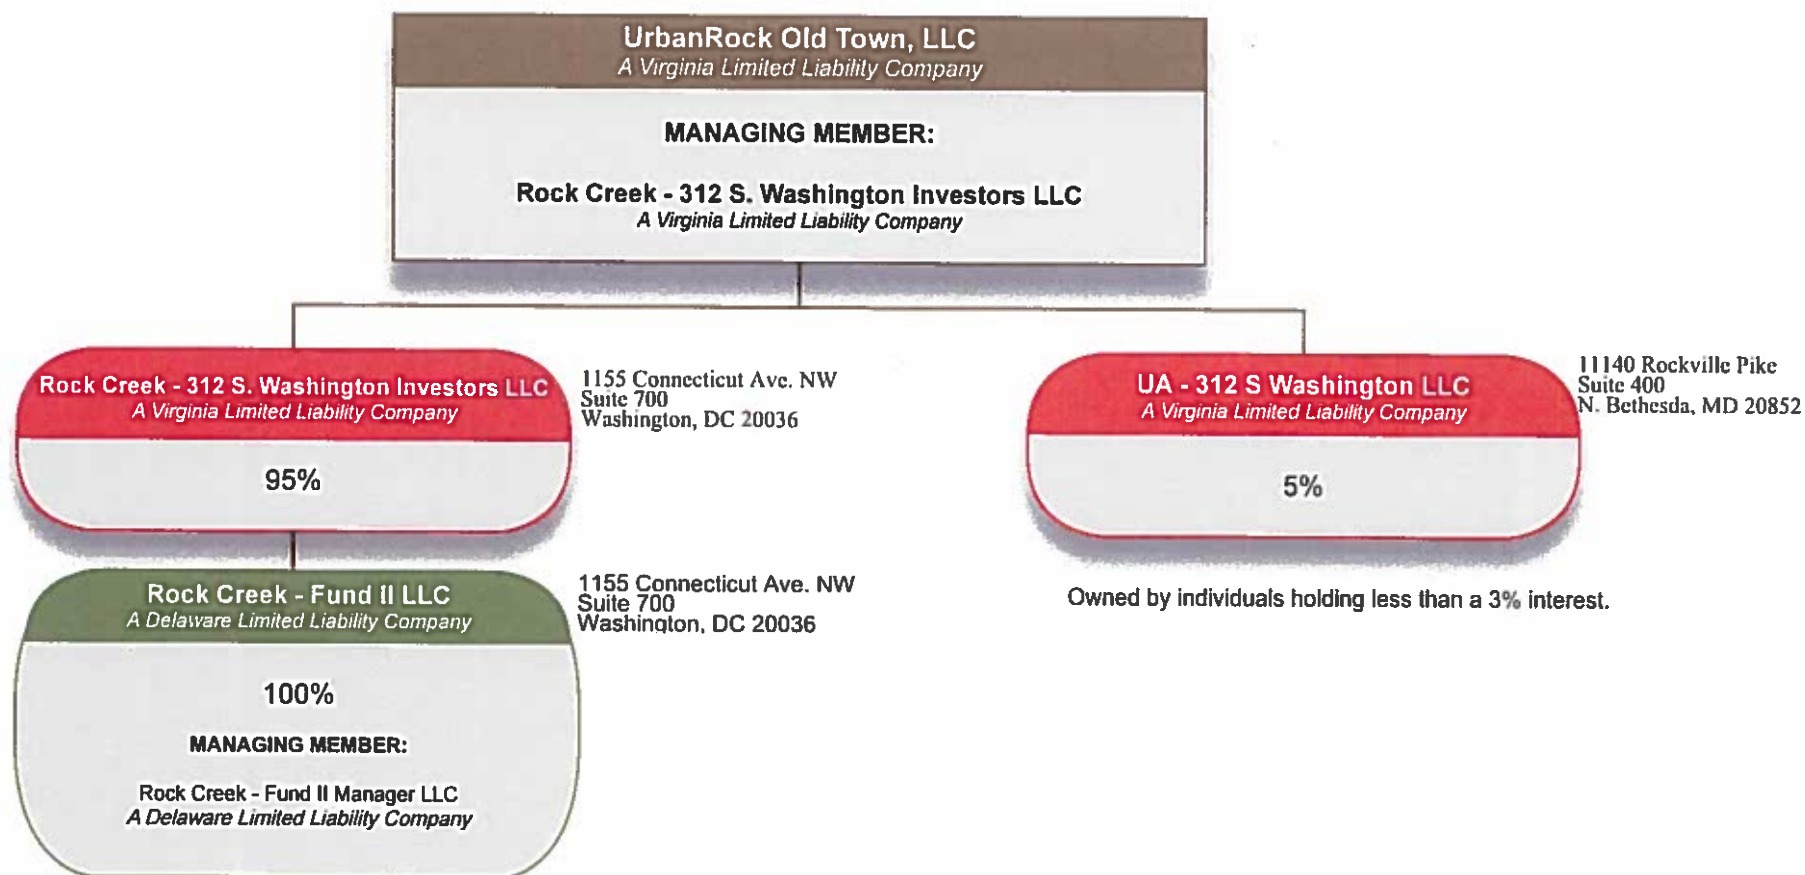 UrbanRock Old Town, LLC
A Virginia Limited Liability Company
MANAGING MEMBER:
Rock Creek - 312 S. Washington Investors LLC
A Virginia Limited Liability Company
Rock Creek - 312 S. Washington Investors LLC
A Virginia Limited Liability Company
95%
1155 Connecticut Ave. NW
Suite 700
Washington, DC 20036
UA - 312 S Washington LLC
A Virginia Limited Liability Company
5%
11140 Rockville Pike
Suite 400
N. Bethesda, MD 20852
Rock Creek - Fund II LLC
A Delaware Limited Liability Company
100%
MANAGING MEMBER:
Rock Creek - Fund II Manager LLC
A Delaware Limited Liability Company
1155 Connecticut Ave. NW
Suite 700
Washington, DC 20036
Owned by individuals holding less than a 3% interest.